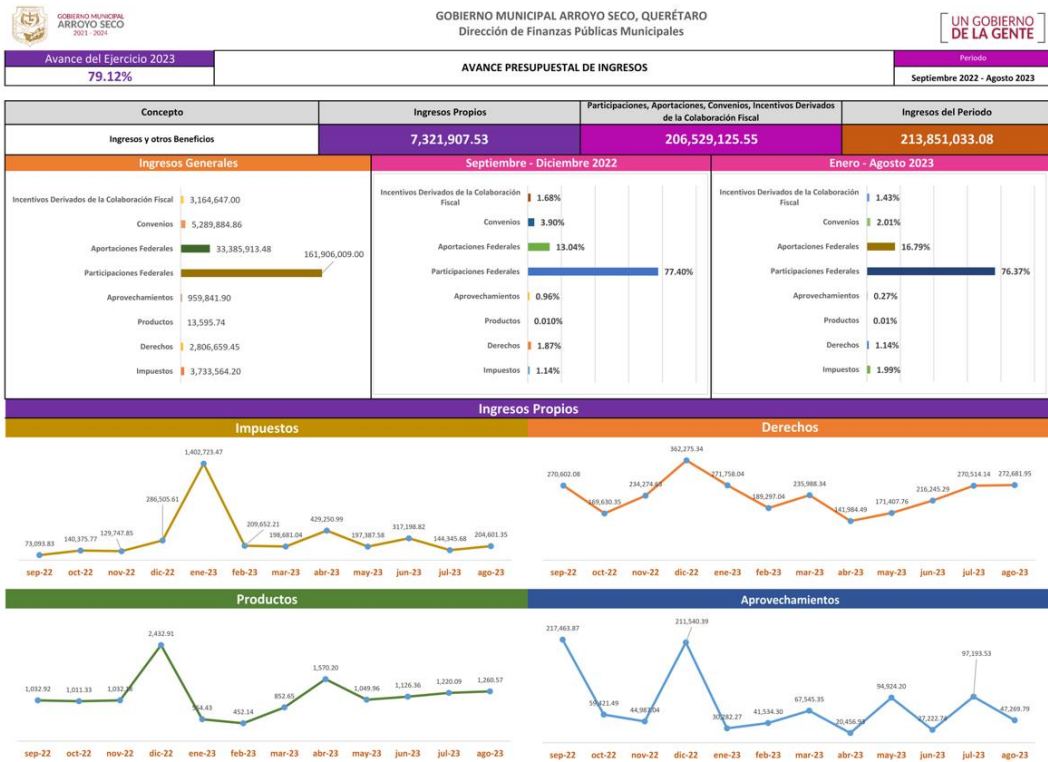 GOBIERNO MUNICIPAL
ARROYO SECO
2021 - 2024
GOBIERNO MUNICIPAL ARROYO SECO, QUERÉTARO
Dirección de Finanzas Públicas Municipales
UN GOBIERNO
DE LA GENTE
Avance del Ejercicio 2023
79.12%
AVANCE PRESUPUESTAL DE INGRESOS
Periodo
Septiembre 2022 - Agosto 2023
Concepto
Ingresos Propios
Participaciones, Aportaciones, Convenios, Incentivos Derivados
de la Colaboración Fiscal
Ingresos del Periodo
Ingresos y otros Beneficios
7,321,907.53
206,529,125.55
213,851,033.08
Ingresos Generales
Incentivos Derivados de la Colaboración Fiscal 3,164,647.00
Convenios 5,289,884.86
Aportaciones Federales 33,385,913.48
161,906,009.00
Participaciones Federales
Aprovechamientos 959,841.90
Productos 13,595.74
Derechos 2,806,659.45
Impuestos 3,733,564.20
Septiembre - Diciembre 2022
Incentivos Derivados de la Colaboración
Fiscal 1.68%
Convenios 3.90%
Aportaciones Federales 13.04%
Participaciones Federales 77.40%
Aprovechamientos 0.96%
Productos 0.010%
Derechos 1.87%
Impuestos 1.14%
Enero - Agosto 2023
Incentivos Derivados de la Colaboración
Fiscal 1.43%
Convenios 2.01%
Aportaciones Federales 16.79%
Participaciones Federales 76.37%
Aprovechamientos 0.27%
Productos 0.01%
Derechos 1.14%
Impuestos 1.99%
Ingresos Propios
Impuestos
73,093.83 140,375.77 129,747.85 286,505.61 1,402,723.47 209,652.21 198,681.04 429,250.99 197,387.58 317,198.82 144,345.68 204,601.35
sep-22 oct-22 nov-22 dic-22 ene-23 feb-23 mar-23 abr-23 may-23 jun-23 jul-23 ago-23
Derechos
270,602.08 169,630.35 362,275.34 271,758.04 189,297.04 235,988.34 141,984.49 171,407.76 216,245.29 270,514.14 272,681.95
sep-22 oct-22 nov-22 dic-22 ene-23 feb-23 mar-23 abr-23 may-23 jun-23 jul-23 ago-23
Productos
1,032.92 1,011.33 2,432.91 452.14 852.65 1,570.20 1,049.96 1,126.36 1,220.09 1,260.57
sep-22 oct-22 nov-22 dic-22 ene-23 feb-23 mar-23 abr-23 may-23 jun-23 jul-23 ago-23
Aprovechamientos
217,463.87 59,421.49 211,540.39 41,534.30 67,545.35 94,924.20 97,193.53 47,269.79
sep-22 oct-22 nov-22 dic-22 ene-23 feb-23 mar-23 abr-23 may-23 jun-23 jul-23 ago-23